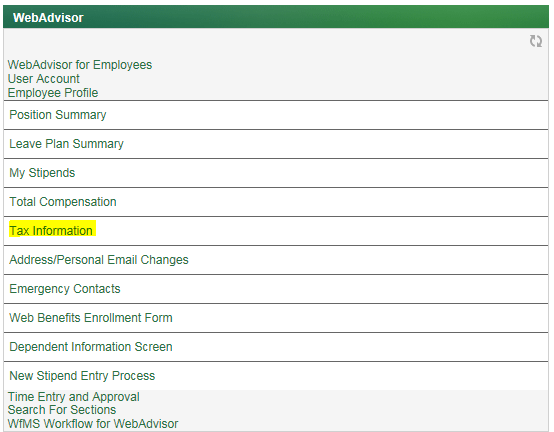 WebAdvisor
WebAdvisor for Employees
User Account
Employee Profile
Position Summary
Leave Plan Summary
My Stipends
Total Compensation
Tax Information
Address/Personal Email Changes
Emergency Contacts
Web Benefits Enrollment Form
Dependent Information Screen
New Stipend Entry Process
Time Entry and Approval
Search For Sections
WfMS Workflow for WebAdvisor